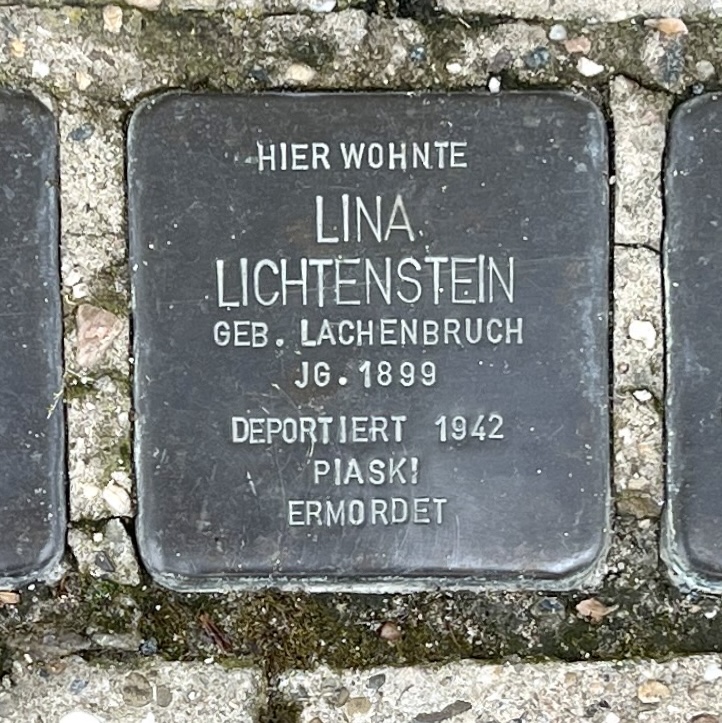 HIER WOHNTE
LINA
LICHTENSTEIN
GEB. LACHENBRUCH
JG. 1899
DEPORTIERT 1942
PIASKI
ERMORDET